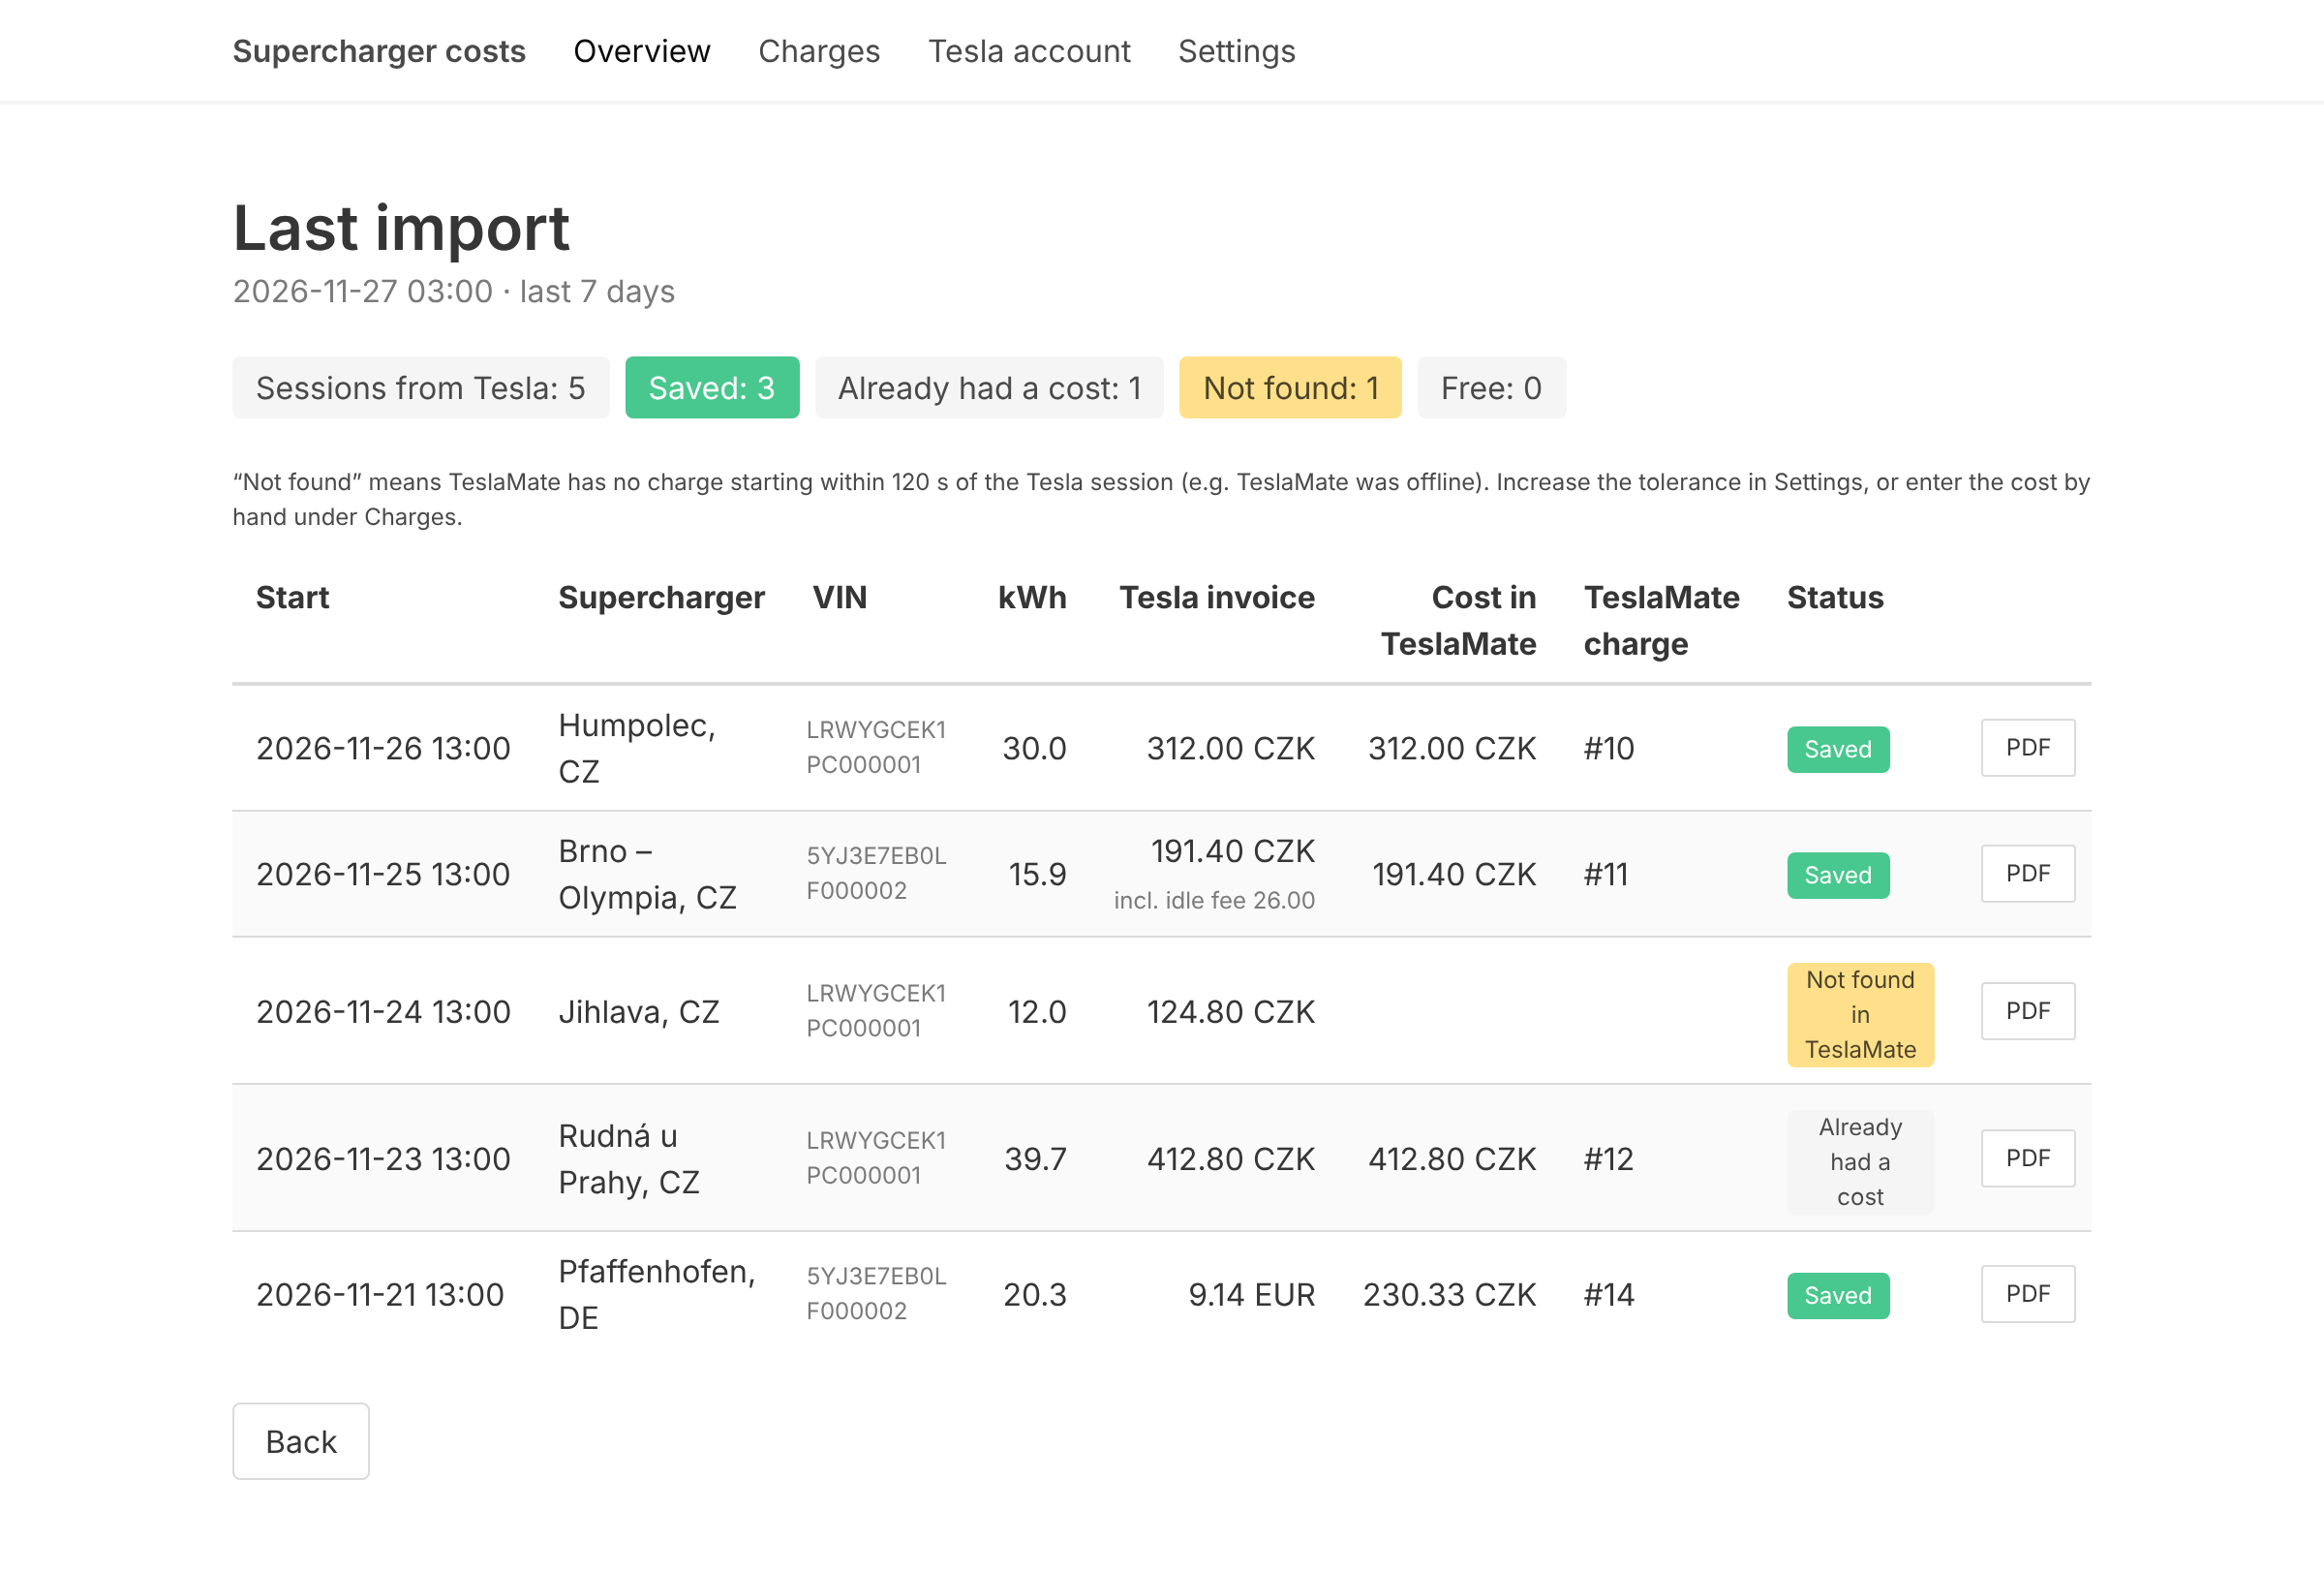 Supercharger costs Overview Charges Tesla account Settings
Last import
2026-11-27 03:00 · last 7 days
Sessions from Tesla: 5 Saved: 3 Already had a cost: 1 Not found: 1 Free: 0
“Not found” means TeslaMate has no charge starting within 120 s of the Tesla session (e.g. TeslaMate was offline). Increase the tolerance in Settings, or enter the cost by
hand under Charges.
Start Supercharger VIN kWh Tesla invoice Cost in TeslaMate Status
TeslaMate charge
Humpolec, LRWYGCEK1
2026-11-26 13:00 30.0 312.00 CZK 312.00 CZK #10 Saved PDF
CZ PC000001
Brno – 5YJ3E7EB0L 191.40 CZK
2026-11-25 13:00 15.9 191.40 CZK #11 Saved PDF
Olympia, CZ F000002 incl. idle fee 26.00
LRWYGCEK1 Not found
2026-11-24 13:00 Jihlava, CZ 12.0 124.80 CZK in PDF
PC000001 TeslaMate
Rudná u LRWYGCEK1 Already
2026-11-23 13:00 39.7 412.80 CZK 412.80 CZK #12 had a PDF
Prahy, CZ PC000001 cost
Pfaffenhofen, 5YJ3E7EB0L
2026-11-21 13:00 20.3 9.14 EUR 230.33 CZK #14 Saved PDF
DE F000002
Back